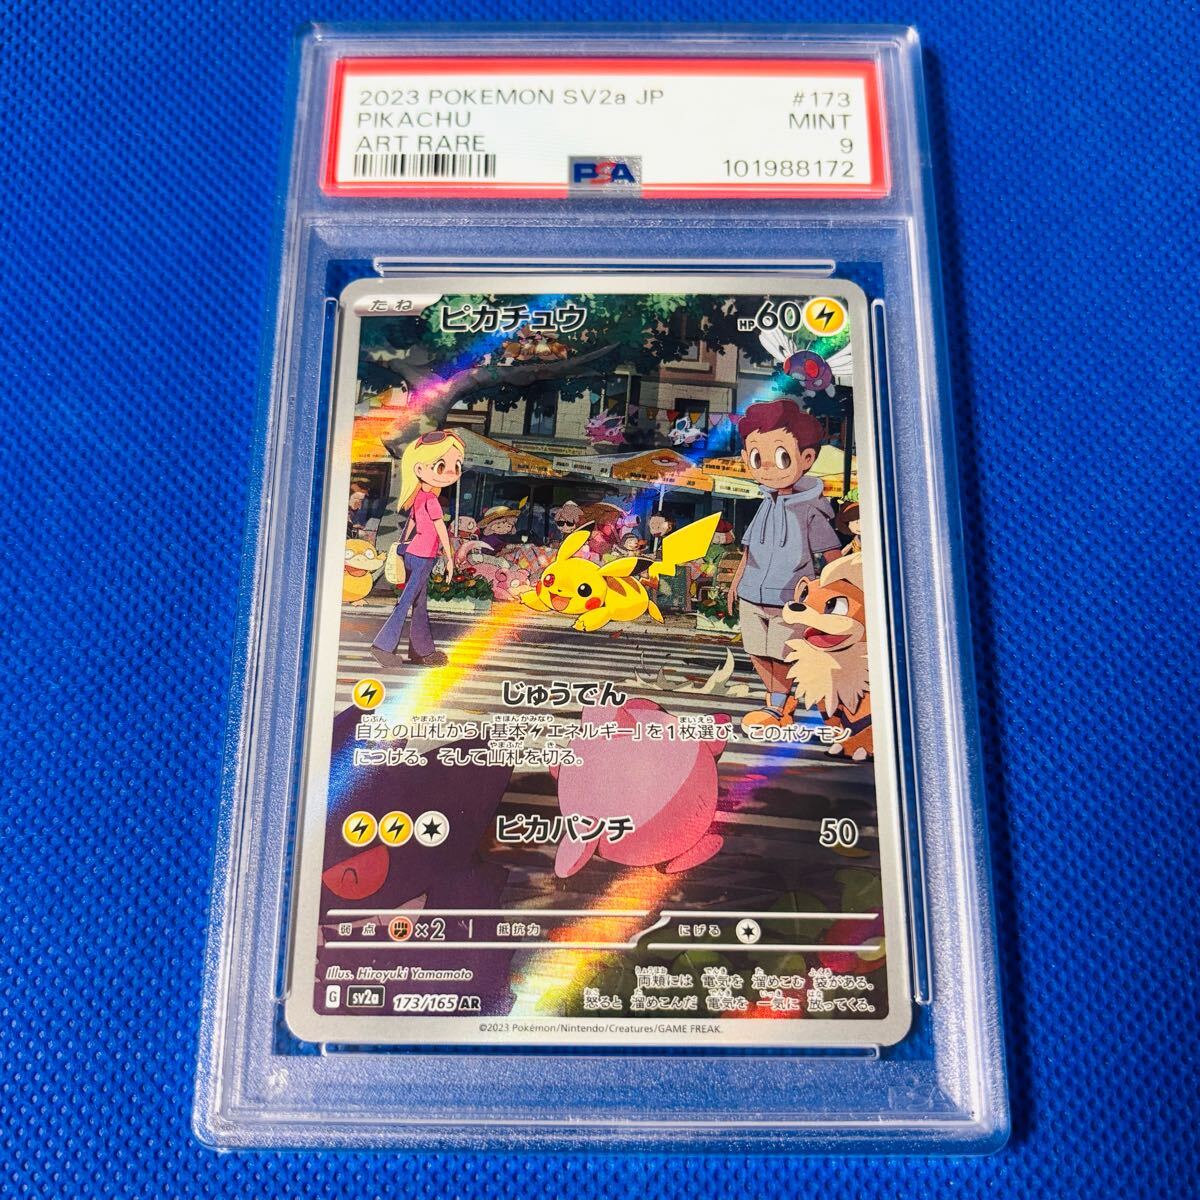 2023 POKEMON SV2a JP #173
PIKACHU MINT
ART RARE 9
PSA 101988172
たね ピカチュウ HP60
じゅうでん
自分の山札から「基本エネルギー」を1枚選び、このポケモン
につける。そして山札を切る。
ピカパンチ 50
弱点 ×2 抵抗力 にげる
Illus. Hiroyuki Yamamoto
G sv2a 173/165 AR
両頬には 電気を 溜めこむ 袋がある。
怒ると 溜めこんだ 電気を 一気に 放ってくる。
©2023 Pokémon/Nintendo/Creatures/GAME FREAK.